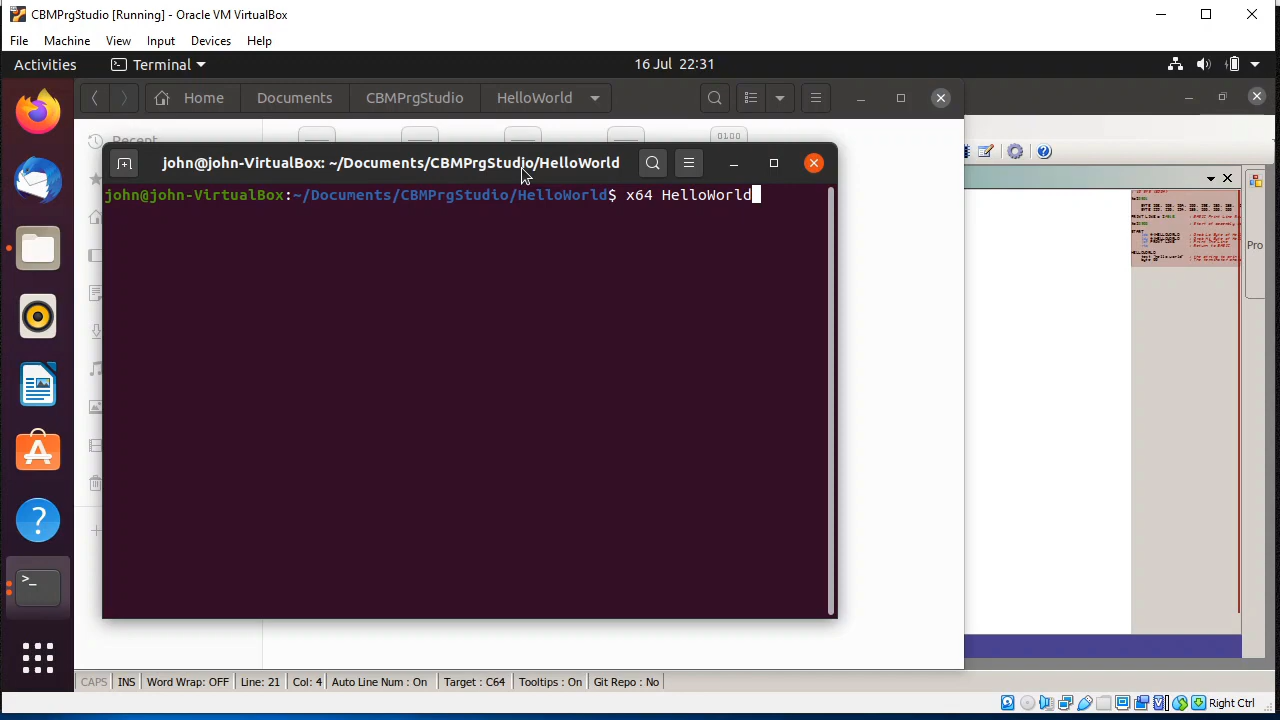 CBMPrgStudio [Running] - Oracle VM VirtualBox
File Machine View Input Devices Help
Activities Terminal 16 Jul 22:31
Home Documents CBMPrgStudio HelloWorld
Recent
0100
john@john-VirtualBox: ~/Documents/CBMPrgStudio/HelloWorld
john@john-VirtualBox:~/Documents/CBMPrgStudio/HelloWorld$ x64 HelloWorld
Pro
CAPS INS Word Wrap: OFF Line: 21 Col: 4 Auto Line Num : On Target : C64 Tooltips : On Git Repo : No
Right Ctrl